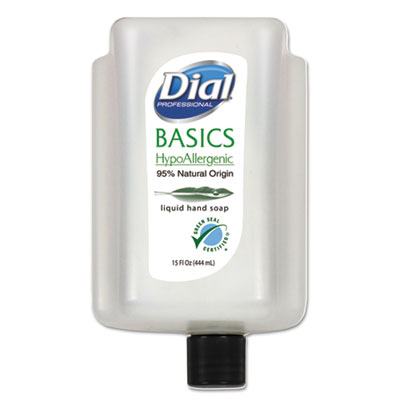 Dial
PROFESSIONAL
BASICS
HypoAllergenic
95% Natural Origin
liquid hand soap
GREEN SEAL
CERTIFIED
15 Fl Oz (444 mL)